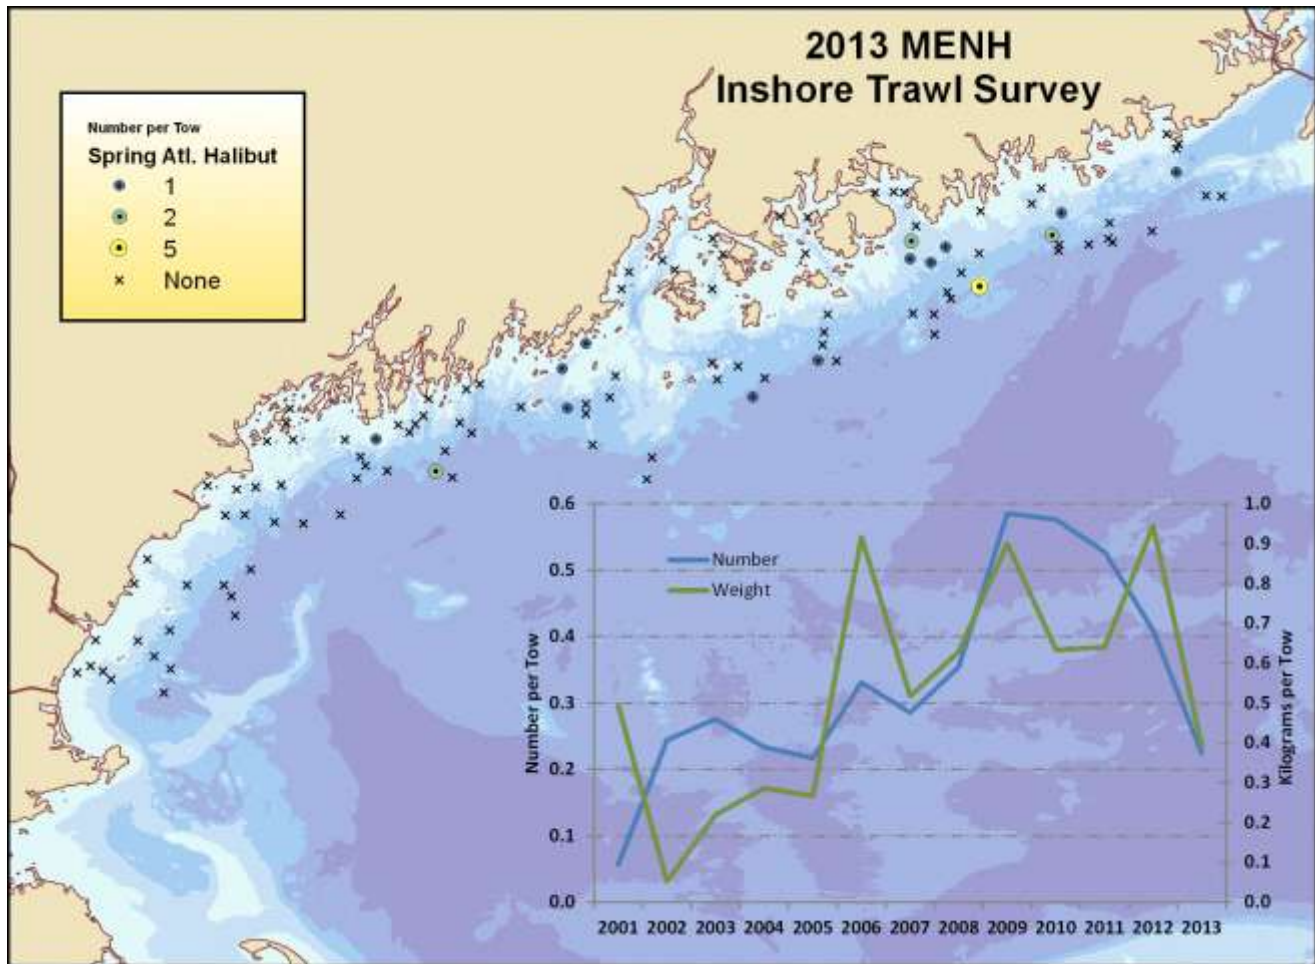 2013 MENH
Inshore Trawl Survey
Number per Tow
Spring Atl. Halibut
1
2
5
None
Number
Weight
Number per Tow
0.6
0.5
0.4
0.3
0.2
0.1
0.0
Kilograms per Tow
1.0
0.9
0.8
0.7
0.6
0.5
0.4
0.3
0.2
0.1
0.0
2001 2002 2003 2004 2005 2006 2007 2008 2009 2010 2011 2012 2013